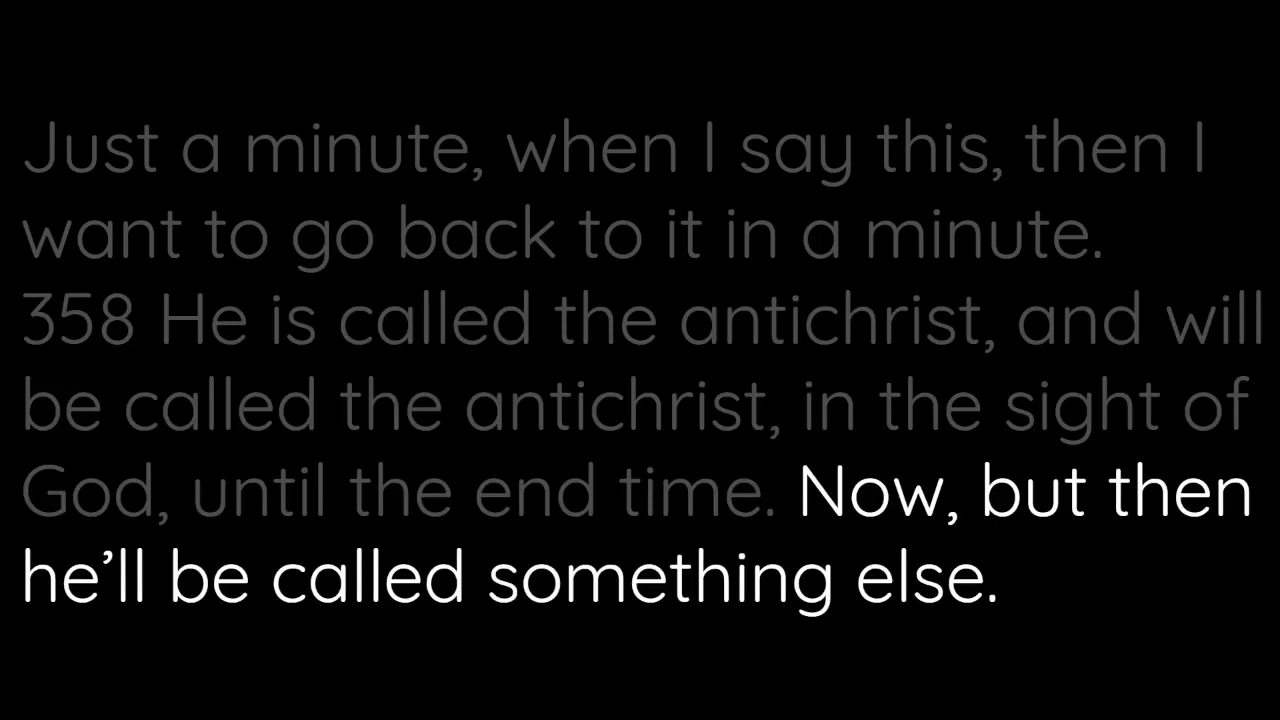 Just a minute, when I say this, then I
want to go back to it in a minute.
358 He is called the antichrist, and will
be called the antichrist, in the sight of
God, until the end time. Now, but then
he’ll be called something else.